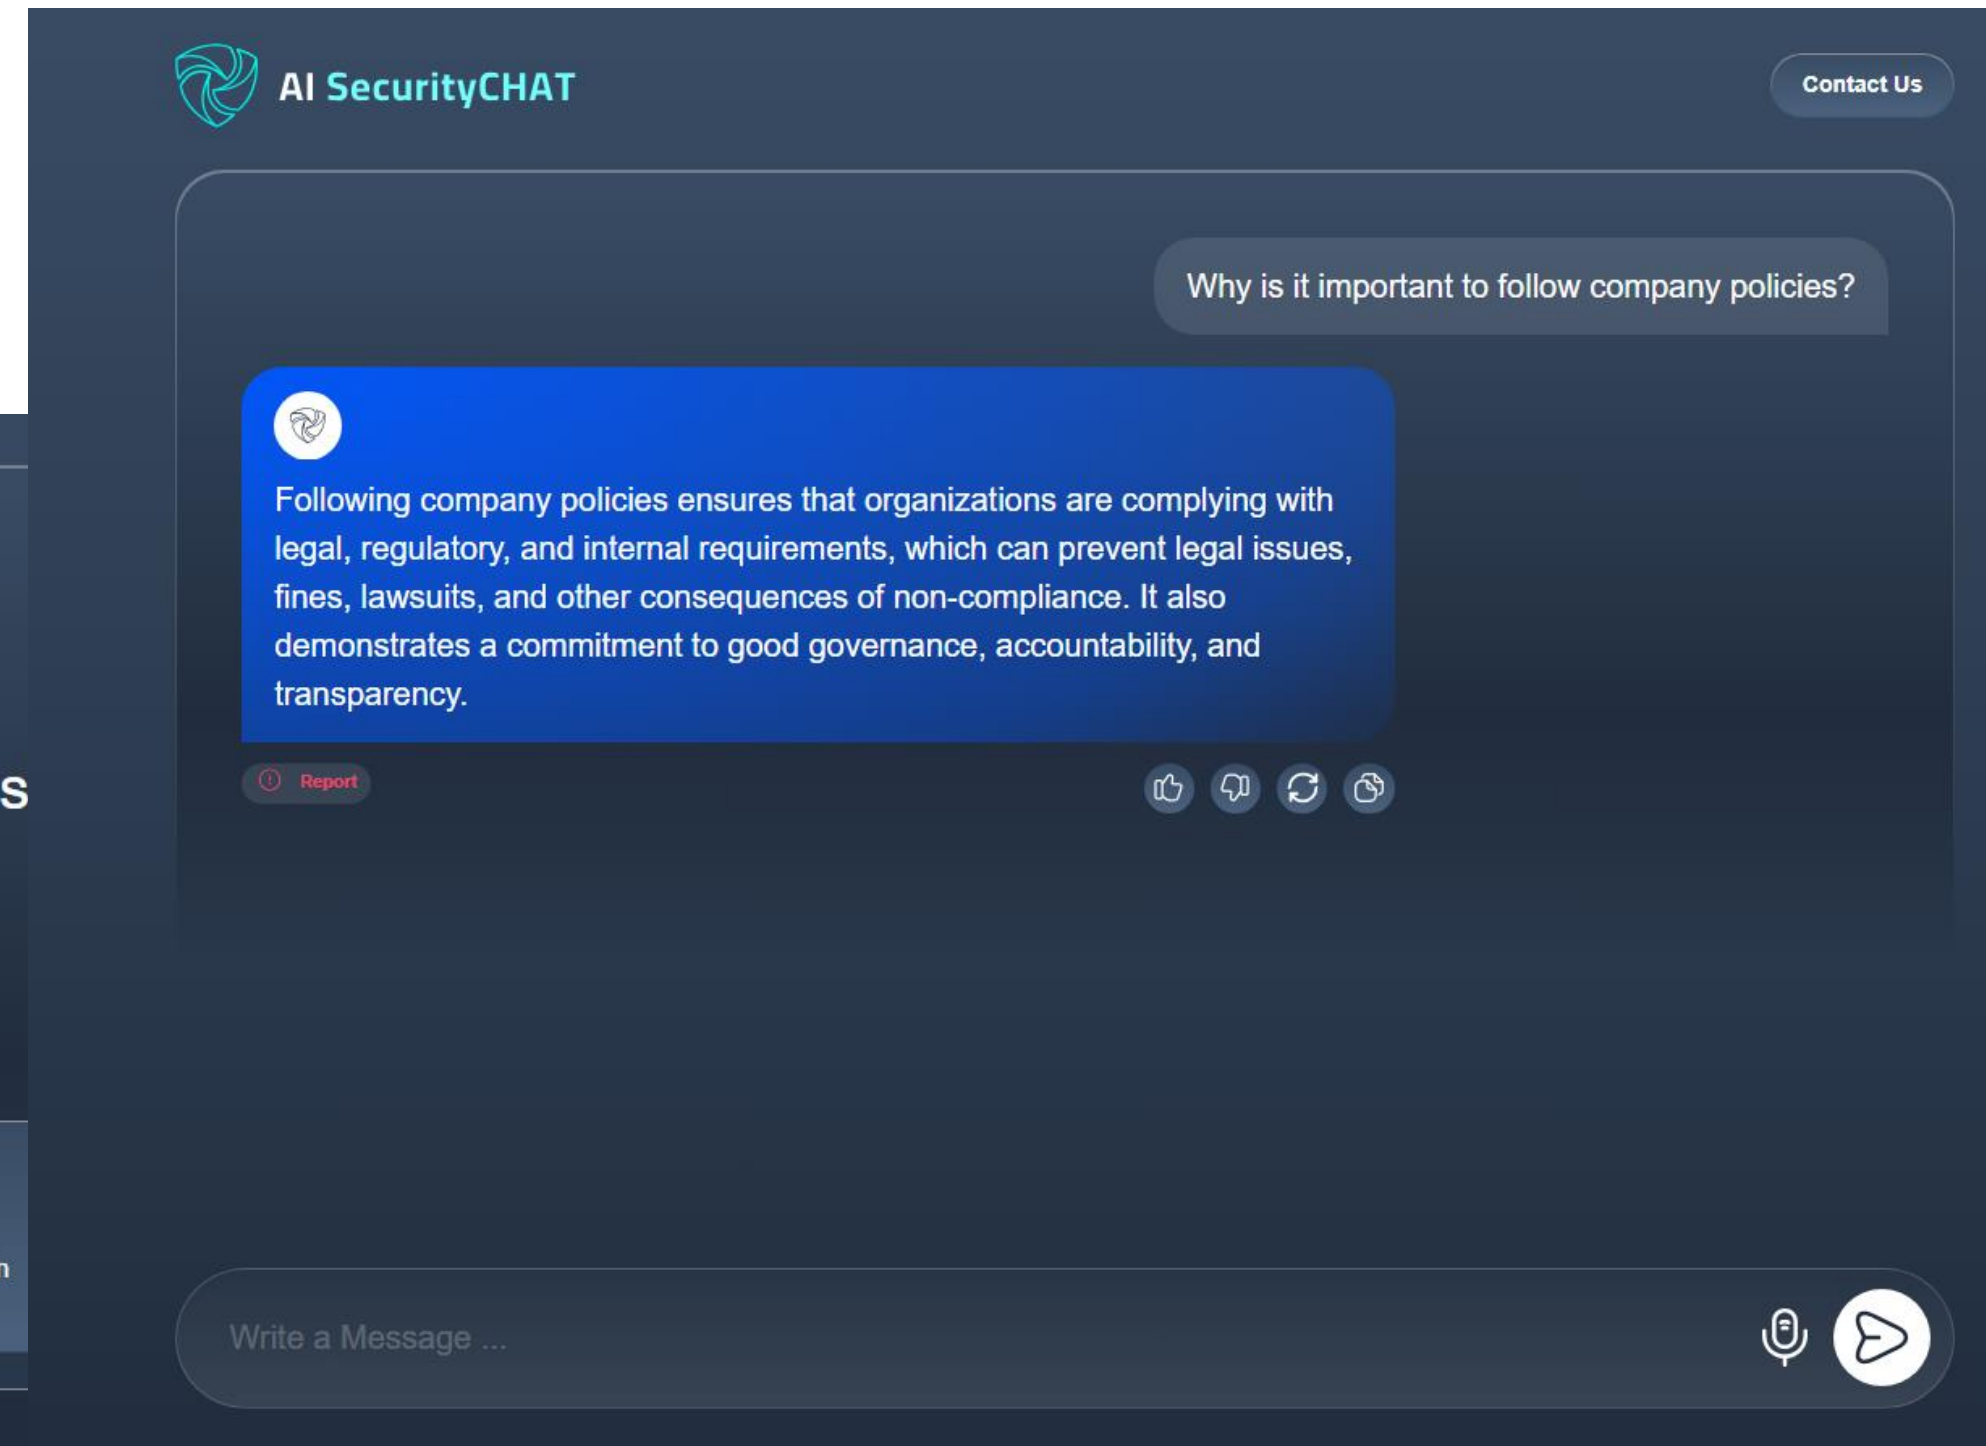 AI SecurityCHAT
Contact Us
Why is it important to follow company policies?
Following company policies ensures that organizations are complying with
legal, regulatory, and internal requirements, which can prevent legal issues,
fines, lawsuits, and other consequences of non-compliance. It also
demonstrates a commitment to good governance, accountability, and
transparency.
Report
s
n
Write a Message ...